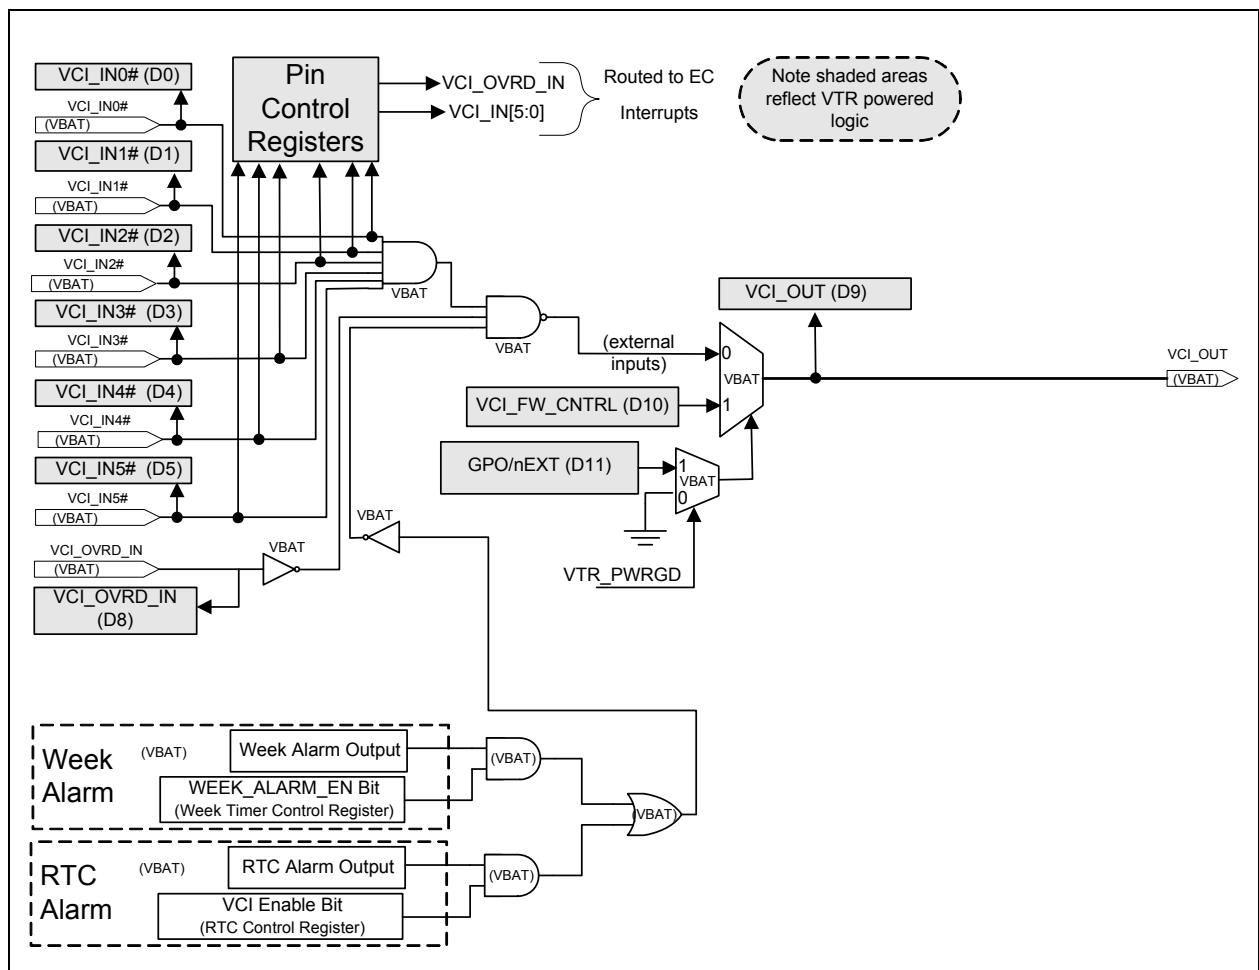 VCI_IN0# (D0)
VCI_IN0#
(VBAT)
VCI_IN1# (D1)
VCI_IN1#
(VBAT)
VCI_IN2# (D2)
VCI_IN2#
(VBAT)
VCI_IN3# (D3)
VCI_IN3#
(VBAT)
VCI_IN4# (D4)
VCI_IN4#
(VBAT)
VCI_IN5# (D5)
VCI_IN5#
(VBAT)
VCI_OVRD_IN
(VBAT)
VCI_OVRD_IN
(D8)
Pin
Control
Registers
VCI_OVRD_IN
VCI_IN[5:0]
Routed to EC
Interrupts
Note shaded areas
reflect VTR powered
logic
VBAT
VBAT
VBAT
VBAT
(external
inputs)
VCI_OUT (D9)
0
VBAT
1
VCI_OUT
(VBAT)
VCI_FW_CNTRL (D10)
GPO/nEXT (D11)
1
VBAT
0
VTR_PWRGD
Week
Alarm
(VBAT)
Week Alarm Output
WEEK_ALARM_EN Bit
(Week Timer Control Register)
(VBAT)
(VBAT)
RTC
Alarm
(VBAT)
RTC Alarm Output
VCI Enable Bit
(RTC Control Register)
(VBAT)